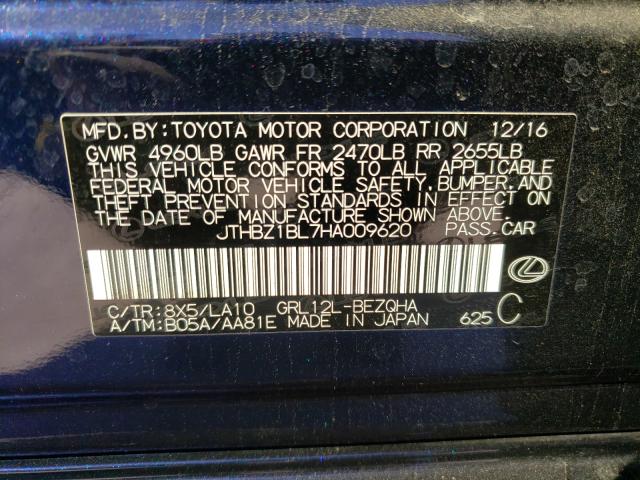 MFD.BY:TOYOTA MOTOR CORPORATION 12/16
GVWR 4960LB GAWR FR 2470LB RR 2655LB
THIS VEHICLE CONFORMS TO ALL APPLICABLE
FEDERAL MOTOR VEHICLE SAFETY,BUMPER,AND
THEFT PREVENTION STANDARDS IN EFFECT ON
THE DATE OF MANUFACTURE SHOWN ABOVE.
JTHBZ1BL7HA009620 PASS.CAR
C/TR:8X5/LA10 GRL12L-BEZQHA
A/TM:B05A/AA81E MADE IN JAPAN 625 C